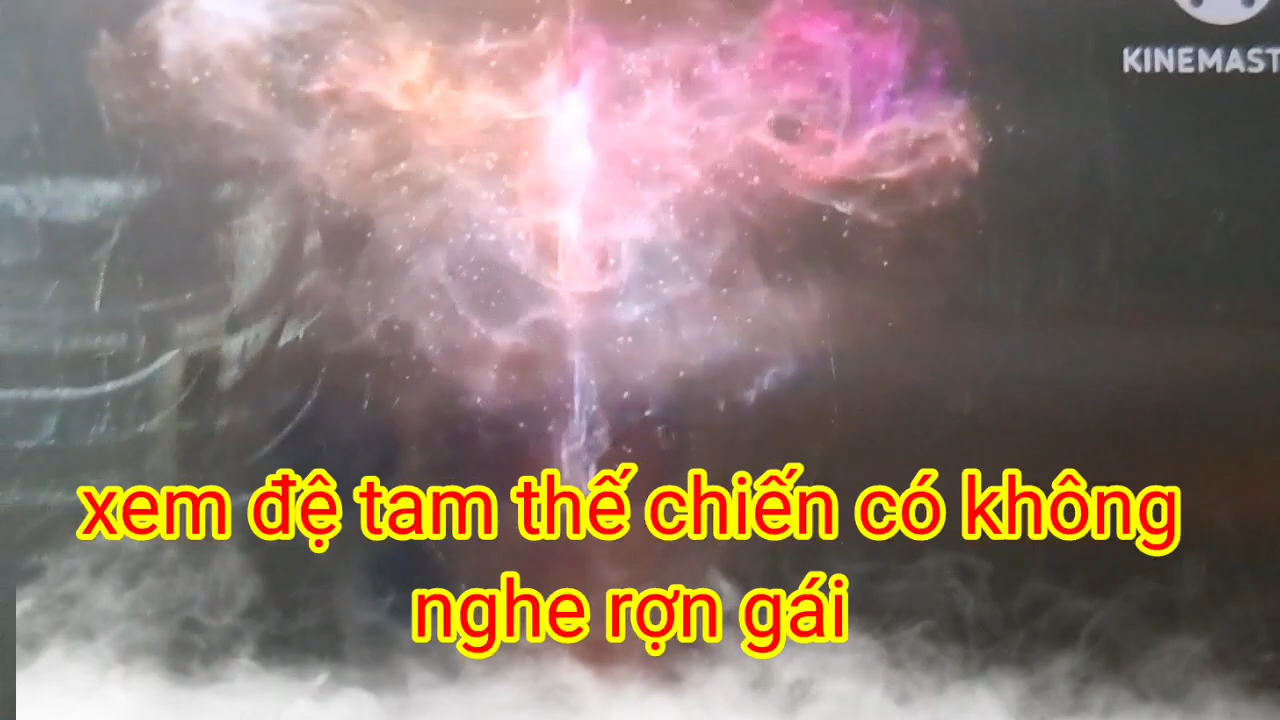 KINEMAST
xem đệ tam thế chiến có không
nghe rợn gái